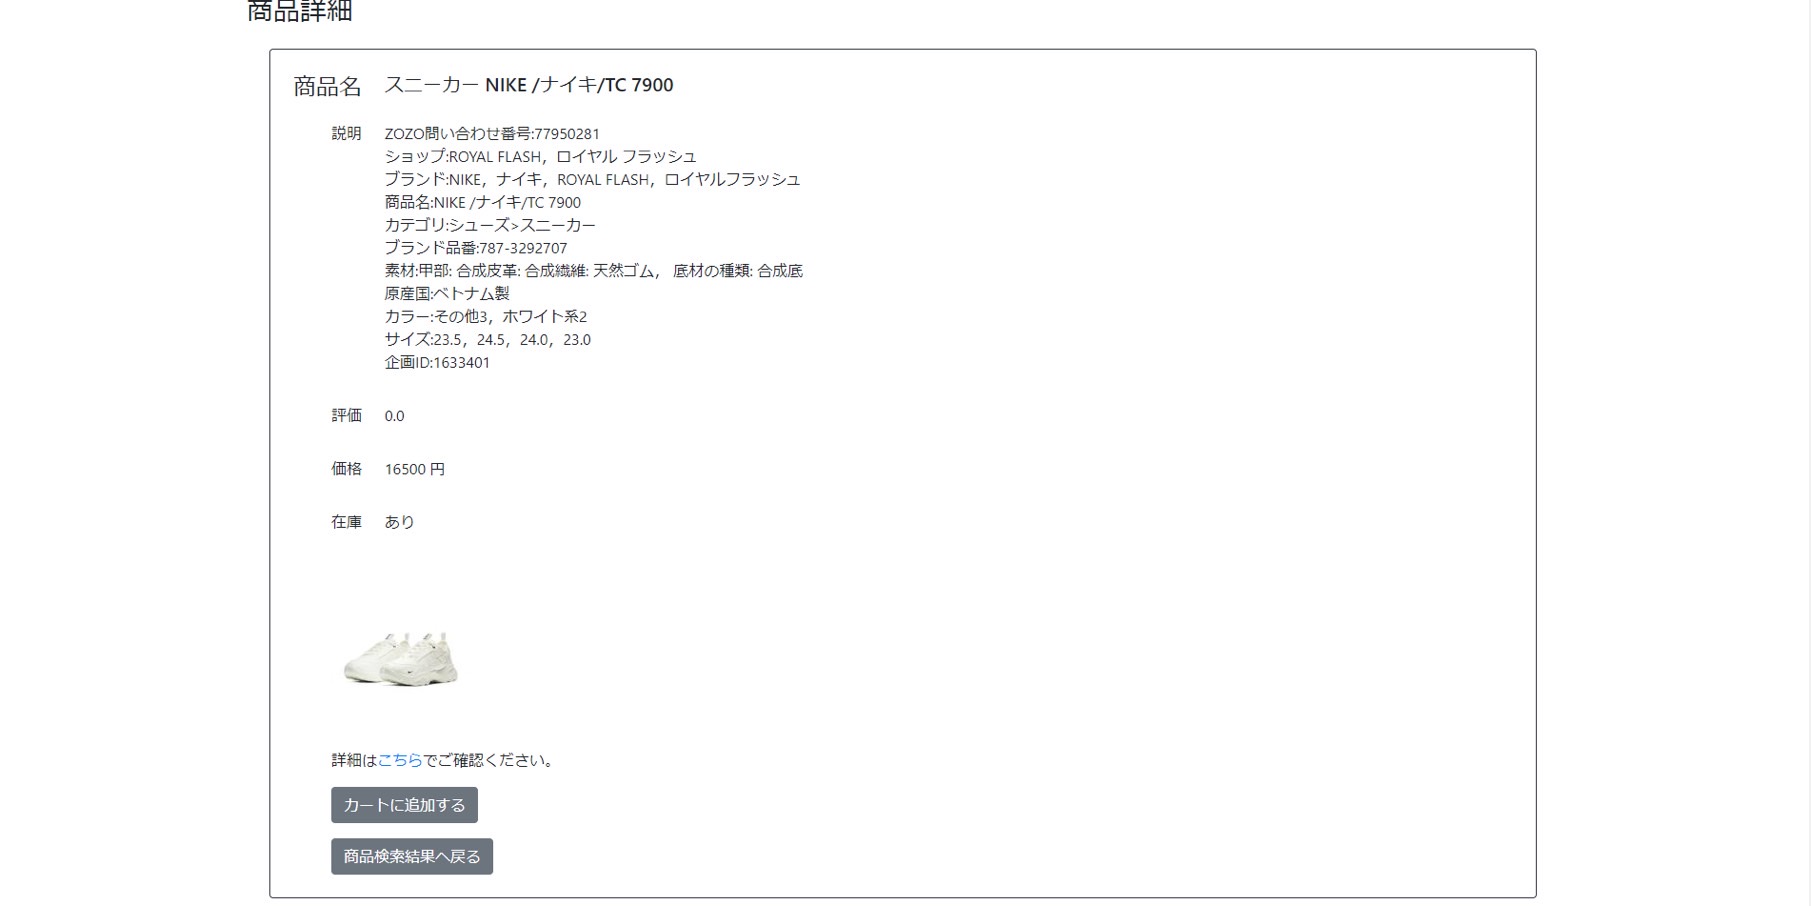 商品詳細
商品名 スニーカー NIKE /ナイキ/TC 7900
説明 ZOZO問い合わせ番号:77950281
ショップ:ROYAL FLASH，ロイヤル フラッシュ
ブランド:NIKE，ナイキ，ROYAL FLASH，ロイヤルフラッシュ
商品名:NIKE /ナイキ/TC 7900
カテゴリ:シューズ>スニーカー
ブランド品番:787-3292707
素材:甲部: 合成皮革: 合成繊維: 天然ゴム， 底材の種類: 合成底
原産国:ベトナム製
カラー:その他3，ホワイト系2
サイズ:23.5，24.5，24.0，23.0
企画ID:1633401
評価 0.0
価格 16500 円
在庫 あり
詳細はこちらでご確認ください。
カートに追加する
商品検索結果へ戻る